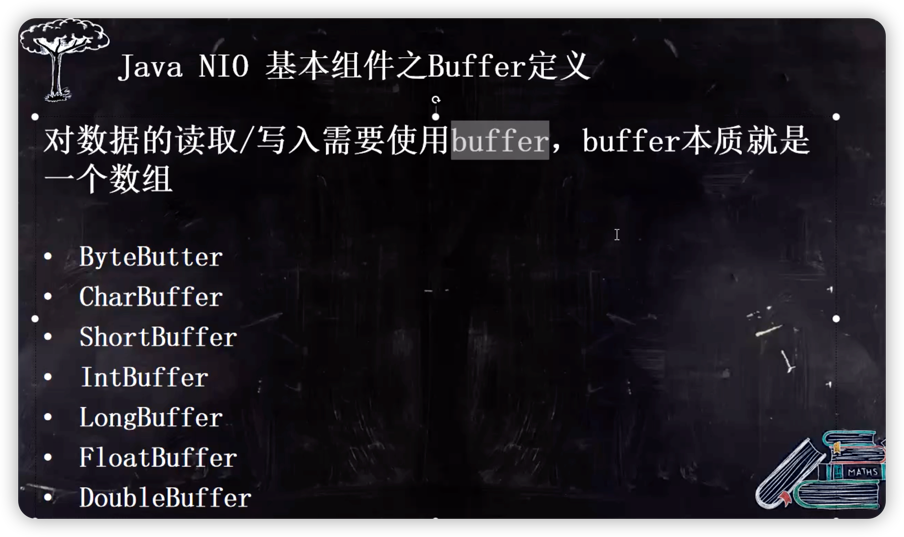 Java NIO 基本组件之Buffer定义
对数据的读取/写入需要使用buffer，buffer本质就是
一个数组
• ByteButter
• CharBuffer
• ShortBuffer
• IntBuffer
• LongBuffer
• FloatBuffer
• DoubleBuffer
MATHS